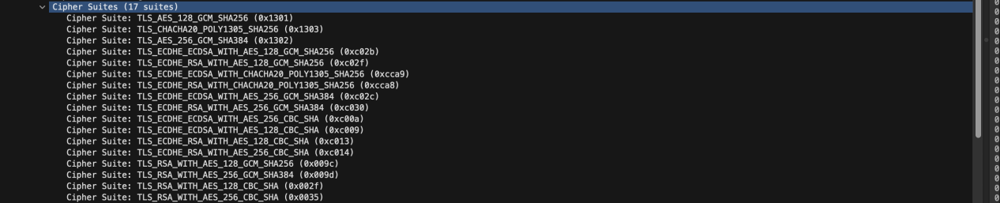 Cipher Suites (17 suites)
Cipher Suite: TLS_AES_128_GCM_SHA256 (0x1301)
Cipher Suite: TLS_CHACHA20_POLY1305_SHA256 (0x1303)
Cipher Suite: TLS_AES_256_GCM_SHA384 (0x1302)
Cipher Suite: TLS_ECDHE_ECDSA_WITH_AES_128_GCM_SHA256 (0xc02b)
Cipher Suite: TLS_ECDHE_RSA_WITH_AES_128_GCM_SHA256 (0xc02f)
Cipher Suite: TLS_ECDHE_ECDSA_WITH_CHACHA20_POLY1305_SHA256 (0xcca9)
Cipher Suite: TLS_ECDHE_RSA_WITH_CHACHA20_POLY1305_SHA256 (0xcca8)
Cipher Suite: TLS_ECDHE_ECDSA_WITH_AES_256_GCM_SHA384 (0xc02c)
Cipher Suite: TLS_ECDHE_RSA_WITH_AES_256_GCM_SHA384 (0xc030)
Cipher Suite: TLS_ECDHE_ECDSA_WITH_AES_256_CBC_SHA (0xc00a)
Cipher Suite: TLS_ECDHE_ECDSA_WITH_AES_128_CBC_SHA (0xc009)
Cipher Suite: TLS_ECDHE_RSA_WITH_AES_128_CBC_SHA (0xc013)
Cipher Suite: TLS_ECDHE_RSA_WITH_AES_256_CBC_SHA (0xc014)
Cipher Suite: TLS_RSA_WITH_AES_128_GCM_SHA256 (0x009c)
Cipher Suite: TLS_RSA_WITH_AES_256_GCM_SHA384 (0x009d)
Cipher Suite: TLS_RSA_WITH_AES_128_CBC_SHA (0x002f)
Cipher Suite: TLS_RSA_WITH_AES_256_CBC_SHA (0x0035)